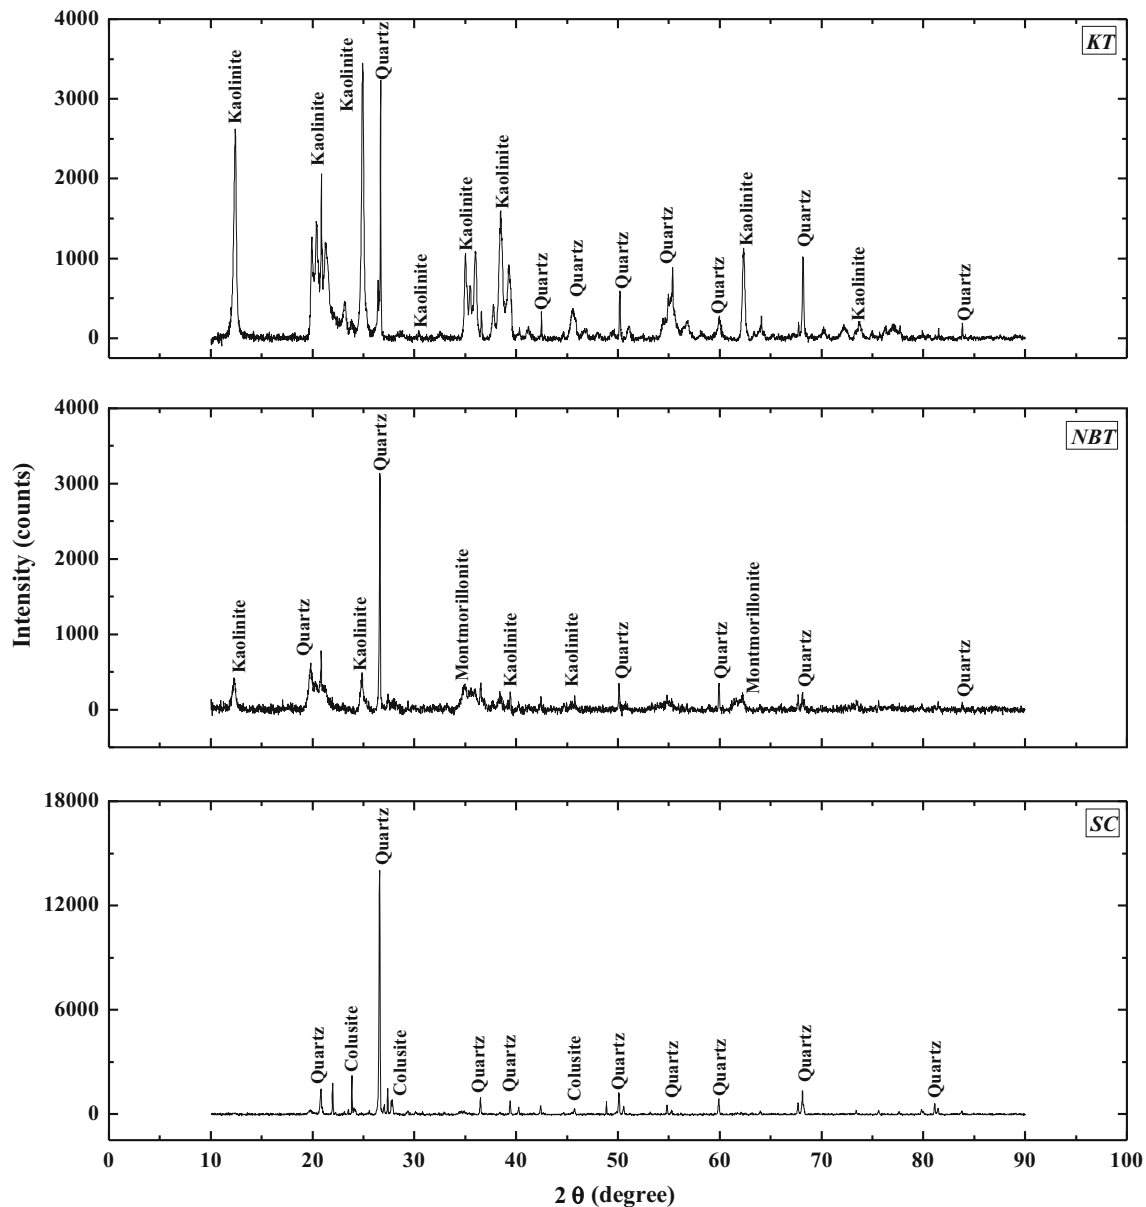 4000
3000
2000
1000
0
KT
Kaolinite
Kaolinite
Kaolinite
Quartz
Kaolinite
Kaolinite
Kaolinite
Quartz
Quartz
Quartz
Quartz
Quartz
Kaolinite
Quartz
Kaolinite
Quartz
Intensity (counts)
4000
3000
2000
1000
0
NBT
Kaolinite
Quartz
Kaolinite
Quartz
Montmorillonite
Kaolinite
Kaolinite
Quartz
Quartz
Montmorillonite
Quartz
Quartz
18000
12000
6000
0
SC
Quartz
Colusite
Quartz
Colusite
Quartz
Quartz
Colusite
Quartz
Quartz
Quartz
Quartz
Quartz
0 10 20 30 40 50 60 70 80 90 100
2 θ (degree)